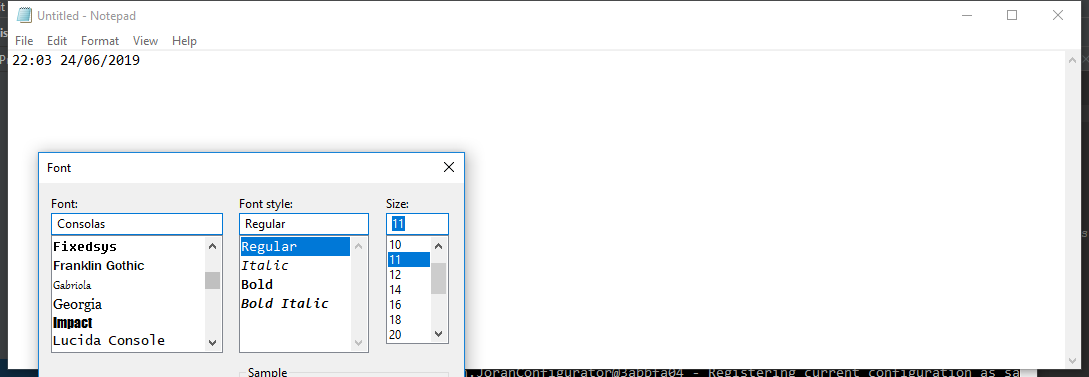 Untitled - Notepad
File Edit Format View Help
22:03 24/06/2019
Font
Font: Font style: Size:
Consolas Regular 11
Fixedsys
Franklin Gothic
Gabriola
Georgia
Impact
Lucida Console
Regular
Italic
Bold
Bold Italic
10
11
12
14
16
18
20
Sample
.JoranConfigurator@3abbfa04 - Registering current configuration as sa